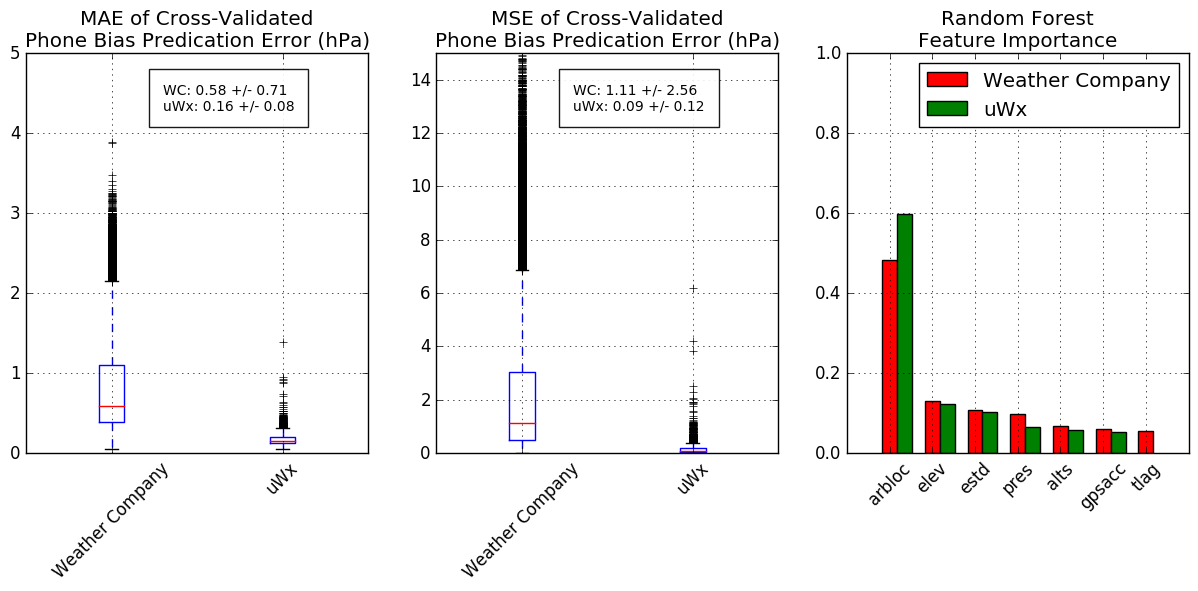 MAE of Cross-Validated
Phone Bias Predication Error (hPa)
5
4
3
2
1
0
WC: 0.58 +/- 0.71
uWx: 0.16 +/- 0.08
Weather Company
uWx
MSE of Cross-Validated
Phone Bias Predication Error (hPa)
14
12
10
8
6
4
2
0
WC: 1.11 +/- 2.56
uWx: 0.09 +/- 0.12
Weather Company
uWx
Random Forest
Feature Importance
1.0
0.8
0.6
0.4
0.2
0.0
Weather Company
uWx
arbloc
elev
estd
pres
alts
gpsacc
tlag